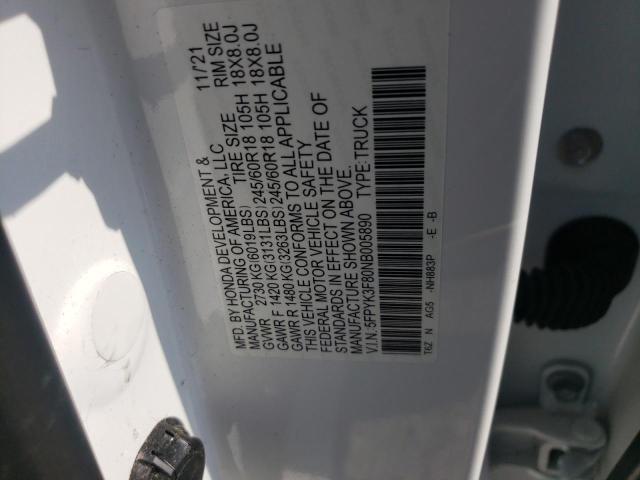 MFD. BY HONDA DEVELOPMENT & 11/'21
MANUFACTURING OF AMERICA, LLC
TIRE SIZE RIM SIZE
GVWR 2730 KG(6019LBS)
GAWR F 1420 KG(3131LBS) 245/60R18 105H 18X8.0J
GAWR R 1480 KG(3263LBS) 245/60R18 105H 18X8.0J
THIS VEHICLE CONFORMS TO ALL APPLICABLE
FEDERAL MOTOR VEHICLE SAFETY
STANDARDS IN EFFECT ON THE DATE OF
MANUFACTURE SHOWN ABOVE.
V.I.N.:5FPYK3F60NB005890 TYPE:TRUCK
T6Z N AG5 -NH883P -E -B